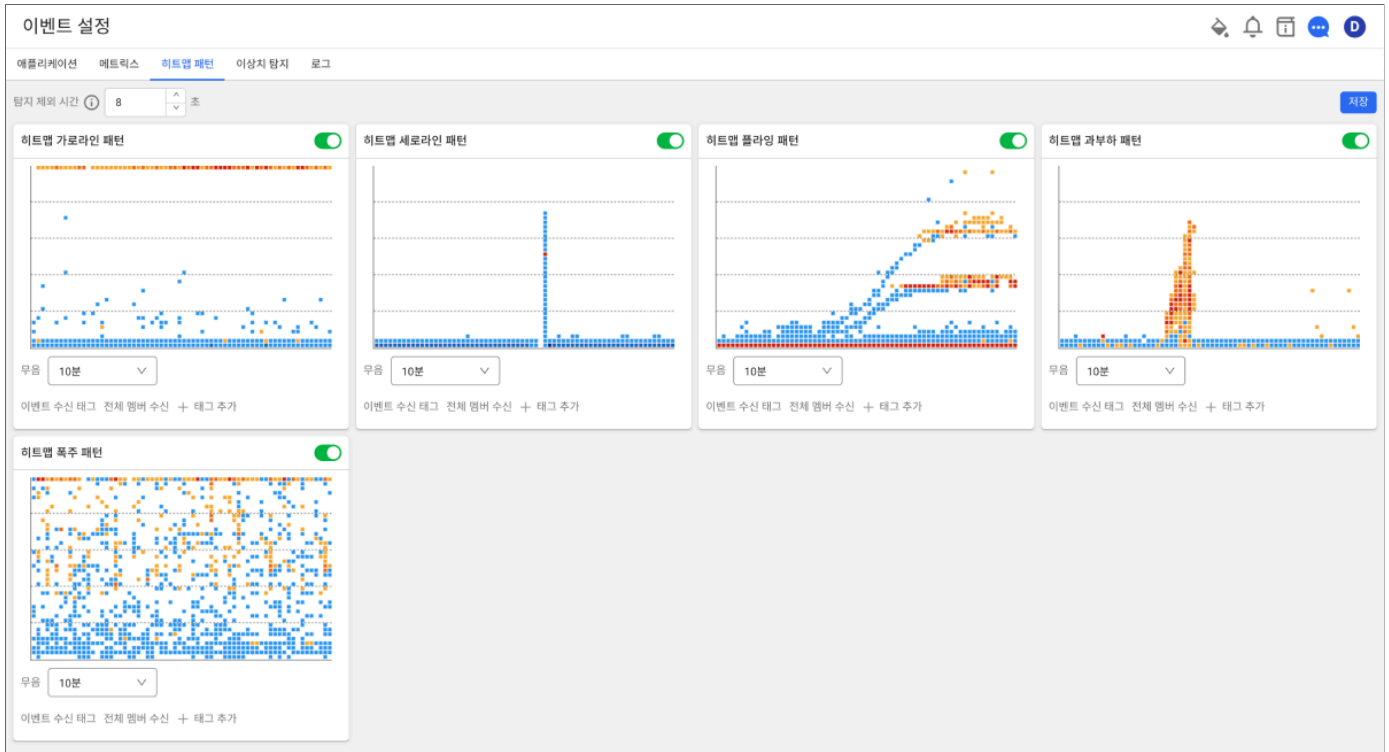 이벤트 설정
D
애플리케이션 메트릭스 히트맵 패턴 이상치 탐지 로그
탐지 제외 시간 8 초 저장
히트맵 가로라인 패턴
무음 10분
이벤트 수신 태그 전체 멤버 수신 + 태그 추가
히트맵 세로라인 패턴
무음 10분
이벤트 수신 태그 전체 멤버 수신 + 태그 추가
히트맵 플라잉 패턴
무음 10분
이벤트 수신 태그 전체 멤버 수신 + 태그 추가
히트맵 과부하 패턴
무음 10분
이벤트 수신 태그 전체 멤버 수신 + 태그 추가
히트맵 폭주 패턴
무음 10분
이벤트 수신 태그 전체 멤버 수신 + 태그 추가